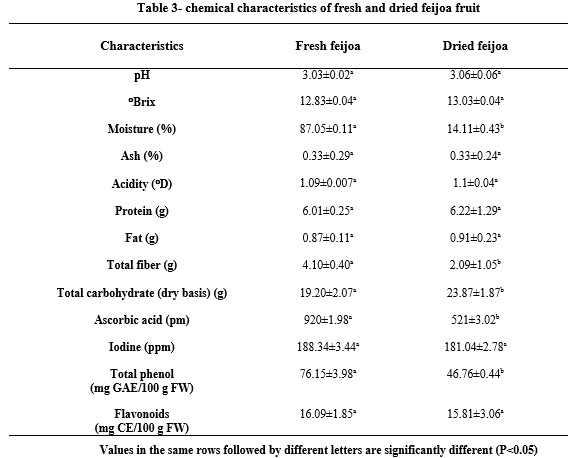 Table 3- chemical characteristics of fresh and dried feijoa fruit
Characteristics Fresh feijoa Dried feijoa
pH 3.03±0.02ᵃ 3.06±0.06ᵃ
ᵒBrix 12.83±0.04ᵃ 13.03±0.04ᵃ
Moisture (%) 87.05±0.11ᵃ 14.11±0.43ᵇ
Ash (%) 0.33±0.29ᵃ 0.33±0.24ᵃ
Acidity (ᵒD) 1.09±0.007ᵃ 1.1±0.04ᵃ
Protein (g) 6.01±0.25ᵃ 6.22±1.29ᵃ
Fat (g) 0.87±0.11ᵃ 0.91±0.23ᵃ
Total fiber (g) 4.10±0.40ᵃ 2.09±1.05ᵇ
Total carbohydrate (dry basis) (g) 19.20±2.07ᵃ 23.87±1.87ᵇ
Ascorbic acid (pm) 920±1.98ᵃ 521±3.02ᵇ
Iodine (ppm) 188.34±3.44ᵃ 181.04±2.78ᵃ
Total phenol 76.15±3.98ᵃ 46.76±0.44ᵇ
(mg GAE/100 g FW)
Flavonoids 16.09±1.85ᵃ 15.81±3.06ᵃ
(mg CE/100 g FW)
Values in the same rows followed by different letters are significantly different (P<0.05)